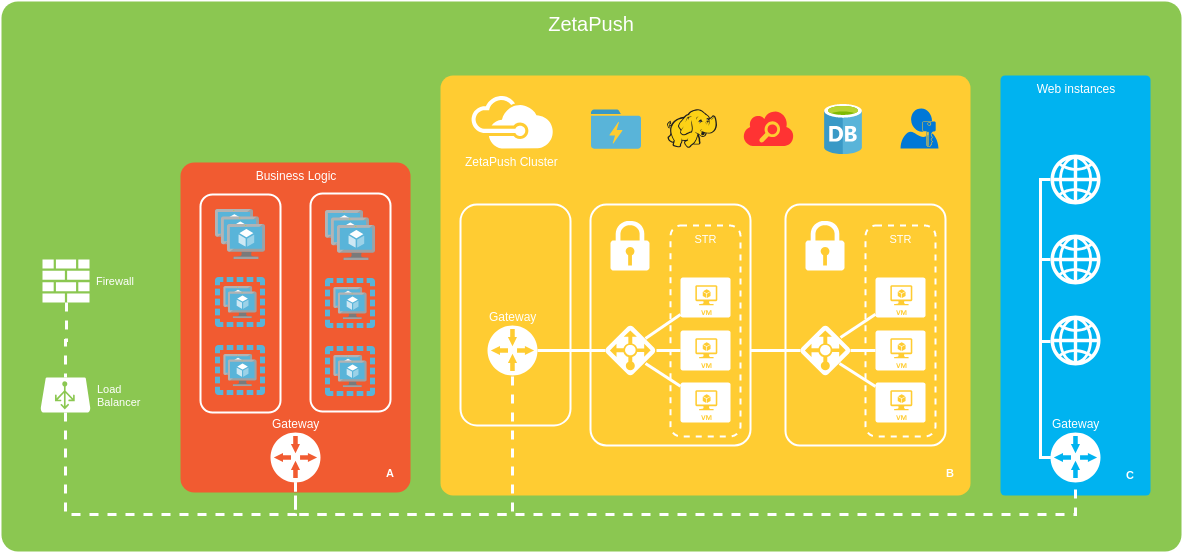 ZetaPush
Web instances
ZetaPush Cluster
Business Logic
STR
STR
Firewall
VM
VM
Gateway
VM
VM
Load
Balancer
VM
VM
Gateway
Gateway
A
B
C
DB